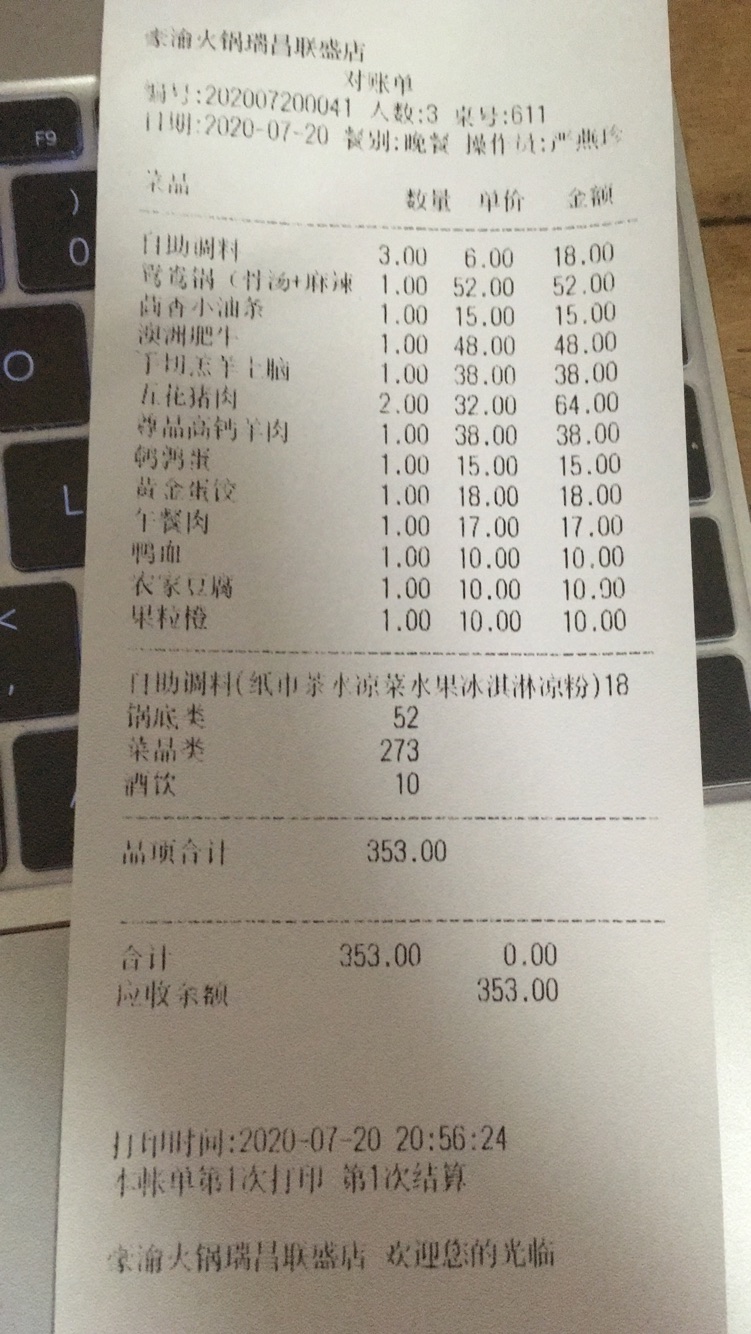 豪渝火锅瑞昌联盛店
对账单
编号:202007200041 人数:3 桌号:611
日期:2020-07-20 餐别:晚餐 操作员:严燕珍
菜品 数量 单价 金额
自助调料 3.00 6.00 18.00
鸳鸯锅(骨汤+麻辣 1.00 52.00 52.00
茴香小油条 1.00 15.00 15.00
澳洲肥牛 1.00 48.00 48.00
手切羔羊上脑 1.00 38.00 38.00
五花猪肉 2.00 32.00 64.00
尊品高钙羊肉 1.00 38.00 38.00
鹌鹑蛋 1.00 15.00 15.00
黄金蛋饺 1.00 18.00 18.00
午餐肉 1.00 17.00 17.00
鸭血 1.00 10.00 10.00
农家豆腐 1.00 10.00 10.00
果粒橙 1.00 10.00 10.00
自助调料(纸巾茶水凉菜水果冰淇淋凉粉)18
锅底类 52
菜品类 273
酒饮 10
品项合计 353.00
合计 353.00 0.00
应收余额 353.00
打印时间:2020-07-20 20:56:24
本账单第1次打印 第1次结算
豪渝火锅瑞昌联盛店 欢迎您的光临
F9
)
0
O
L
<
,